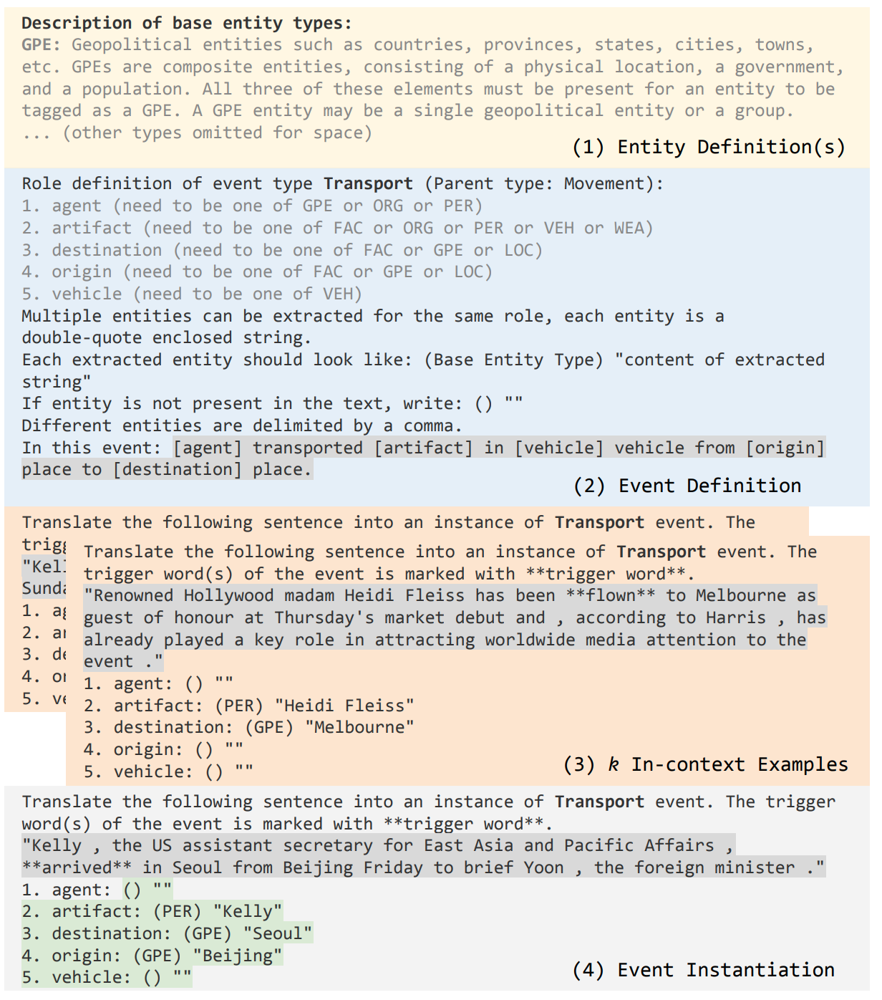 Description of base entity types:
GPE: Geopolitical entities such as countries, provinces, states, cities, towns,
etc. GPEs are composite entities, consisting of a physical location, a government,
and a population. All three of these elements must be present for an entity to be
tagged as a GPE. A GPE entity may be a single geopolitical entity or a group.
... (other types omitted for space)
(1) Entity Definition(s)
Role definition of event type Transport (Parent type: Movement):
1. agent (need to be one of GPE or ORG or PER)
2. artifact (need to be one of FAC or ORG or PER or VEH or WEA)
3. destination (need to be one of FAC or GPE or LOC)
4. origin (need to be one of FAC or GPE or LOC)
5. vehicle (need to be one of VEH)
Multiple entities can be extracted for the same role, each entity is a
double-quote enclosed string.
Each extracted entity should look like: (Base Entity Type) "content of extracted
string"
If entity is not present in the text, write: () ""
Different entities are delimited by a comma.
In this event: [agent] transported [artifact] in [vehicle] vehicle from [origin]
place to [destination] place.
(2) Event Definition
Translate the following sentence into an instance of Transport event. The
1.
2.
3.
4.
5.
Translate the following sentence into an instance of Transport event. The
trigger word(s) of the event is marked with **trigger word**.
"Renowned Hollywood madam Heidi Fleiss has been **flown** to Melbourne as
guest of honour at Thursday's market debut and , according to Harris , has
already played a key role in attracting worldwide media attention to the
event ."
1. agent: () ""
2. artifact: (PER) "Heidi Fleiss"
3. destination: (GPE) "Melbourne"
4. origin: () ""
5. vehicle: () ""
(3) k In-context Examples
Translate the following sentence into an instance of Transport event. The trigger
word(s) of the event is marked with **trigger word**.
"Kelly , the US assistant secretary for East Asia and Pacific Affairs ,
**arrived** in Seoul from Beijing Friday to brief Yoon , the foreign minister ."
1. agent: () ""
2. artifact: (PER) "Kelly"
3. destination: (GPE) "Seoul"
4. origin: (GPE) "Beijing"
5. vehicle: () ""
(4) Event Instantiation